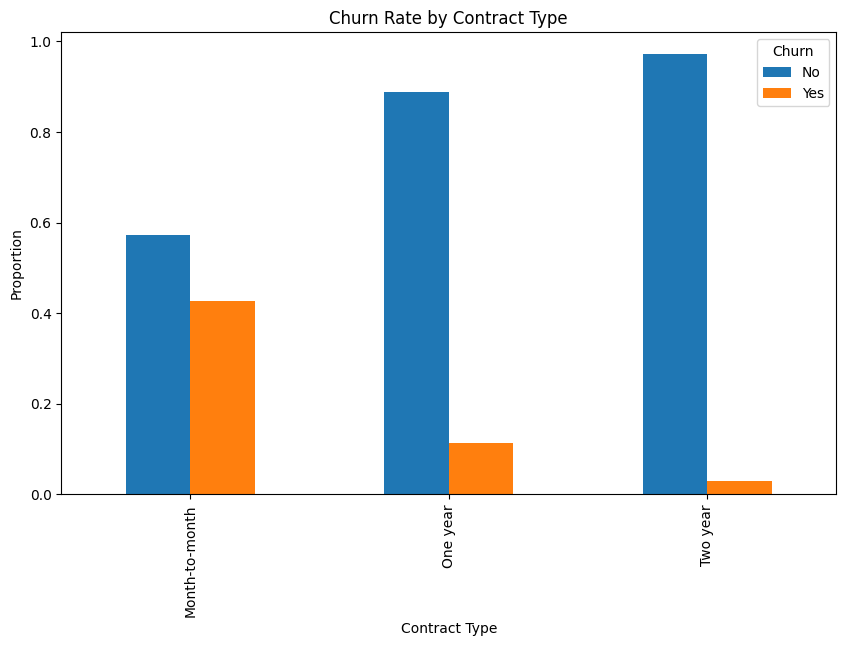 Churn Rate by Contract Type
Churn
No
Yes
1.0
0.8
0.6
0.4
0.2
0.0
Proportion
Month-to-month
One year
Two year
Contract Type